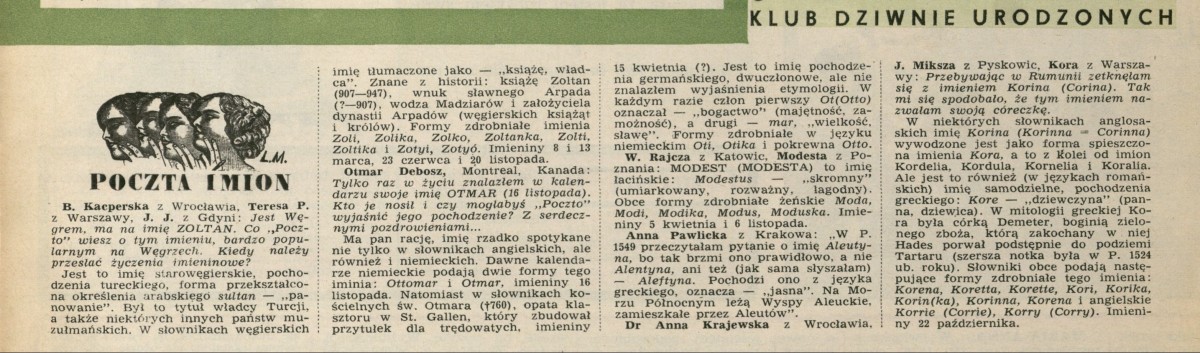 KLUB DZIWNIE URODZONYCH
L.M.
POCZTA IMION
B. Kacperska z Wrocławia, Teresa P.
z Warszawy, J. J. z Gdyni: Jest Wę-
grem, ma na imię ZOLTAN. Co „Pocz-
to" wiesz o tym imieniu, bardzo popu-
larnym na Węgrzech. Kiedy należy
przesłać życzenia imieninowe?
Jest to imię starowęgierskie, pocho-
dzenia tureckiego, forma przekształco-
na określenia arabskiego sultan — „pa-
nowanie". Był to tytuł władcy Turcji,
a także niektórych innych państw mu-
zułmańskich. W słownikach węgierskich
imię tłumaczone jako — „książę, wład-
ca". Znane z historii: książę Zoltan
(907—947), wnuk sławnego Arpada
(?—907), wodza Madziarów i założyciela
dynastii Arpadów (węgierskich książąt
i królów). Formy zdrobniałe imienia
Zoli, Zolika, Zolko, Zoltanka, Zolti,
Zoltika i Zotyi, Zotyó. Imieniny 8 i 13
marca, 23 czerwca i 20 listopada.
Otmar Debosz, Montreal, Kanada:
Tylko raz w życiu znalazłem w kalen-
darzu swoje imię OTMAR (16 listopada).
Kto je nosił i czy mogłabyś „Poczto"
wyjaśnić jego pochodzenie? Z serdecz-
nymi pozdrowieniami...
Ma pan rację, imię rzadko spotykane
nie tylko w słownikach angielskich, ale
również i niemieckich. Dawne kalenda-
rze niemieckie podają dwie formy tego
iminia: Ottomar i Otmar, imieniny 16
listopada. Natomiast w słownikach ko-
ścielnych św. Otmara (†760), opata kla-
sztoru w St. Gallen, który zbudował
przytułek dla trędowatych, imieniny
15 kwietnia (?). Jest to imię pochodze-
nia germańskiego, dwuczłonowe, ale nie
znalazłem wyjaśnienia etymologii. W
każdym razie człon pierwszy Ot(Otto)
oznaczał — „bogactwo" (majętność, za-
możność), a drugi — mar, „wielkość,
sławę". Formy zdrobniałe w języku
niemieckim Oti, Otika i pokrewna Otto.
W. Rajcza z Katowic, Modesta z Po-
znania: MODEST (MODESTA) to imię
łacińskie: Modestus — „skromny"
(umiarkowany, rozważny, łagodny).
Obce formy zdrobniałe żeńskie Moda,
Modi, Modika, Modus, Moduska. Imie-
niny 5 kwietnia i 6 listopada.
Anna Pawlicka z Krakowa: „W P.
1549 przeczytałam pytanie o imię Aleuty-
na, bo tak brzmi ono prawidłowo, a nie
Alentyna, ani też (jak sama słyszałam)
— Aleftyna. Pochodzi ono z języka
greckiego, oznacza — „jasna". Na Mo-
rzu Północnym leżą Wyspy Aleuckie,
zamieszkałe przez Aleutów".
Dr Anna Krajewska z Wrocławia,
J. Miksza z Pyskowic, Kora z Warsza-
wy: Przebywając w Rumunii zetknęłam
się z imieniem Korina (Corina). Tak
mi się spodobało, że tym imieniem na-
zwałam swoją córeczkę.
W niektórych słownikach anglosa-
skich imię Korina (Korinna = Corinna)
wywodzone jest jako forma spieszczo-
na imienia Kora, a to z kolei od imion
Kordelia, Kordula, Kornelia i Koralia.
Ale jest to również (w językach romań-
skich) imię samodzielne, pochodzenia
greckiego: Kore — „dziewczyna" (pan-
na, dziewica). W mitologii greckiej Ko-
ra była córką Demeter, boginią zielo-
nego zboża, którą zakochany w niej
Hades porwał podstępnie do podziemi
Tartaru (szersza notka była w P. 1524
ub. roku). Słowniki obce podają nastę-
pujące formy zdrobniałe tego imienia:
Korena, Koretta, Korette, Kori, Korika,
Korin(ka), Korinna, Korena i angielskie
Korrie (Corrie), Korry (Corry). Imieni-
ny 22 października.